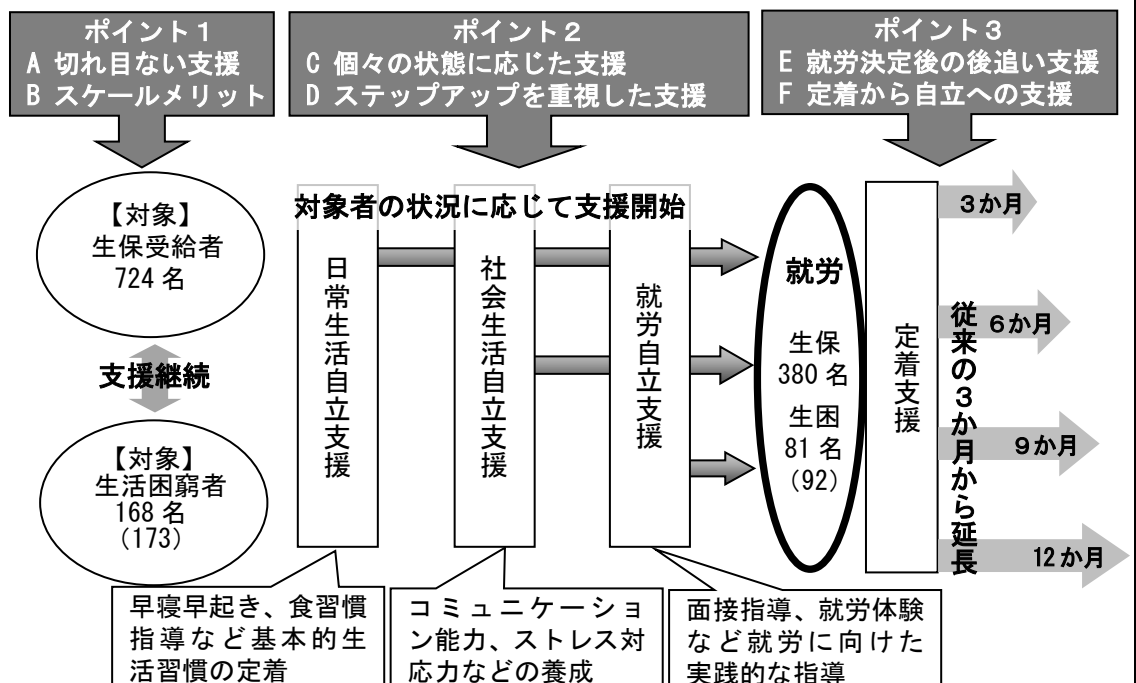 ポイント1
A 切れ目ない支援
B スケールメリット
ポイント2
C 個々の状態に応じた支援
D ステップアップを重視した支援
ポイント3
E 就労決定後の後追い支援
F 定着から自立への支援
【対象】
生保受給者
724 名
支援継続
【対象】
生活困窮者
168 名
(173)
対象者の状況に応じて支援開始
日常生活自立支援
社会生活自立支援
就労自立支援
就労
生保
380 名
生困
81 名
(92)
定着支援
従来の3か月から延長
3か月
6か月
9か月
12か月
早寝早起き、食習慣
指導など基本的生
活習慣の定着
コミュニケーショ
ン能力、ストレス対
応力などの養成
面接指導、就労体験
など就労に向けた
実践的な指導